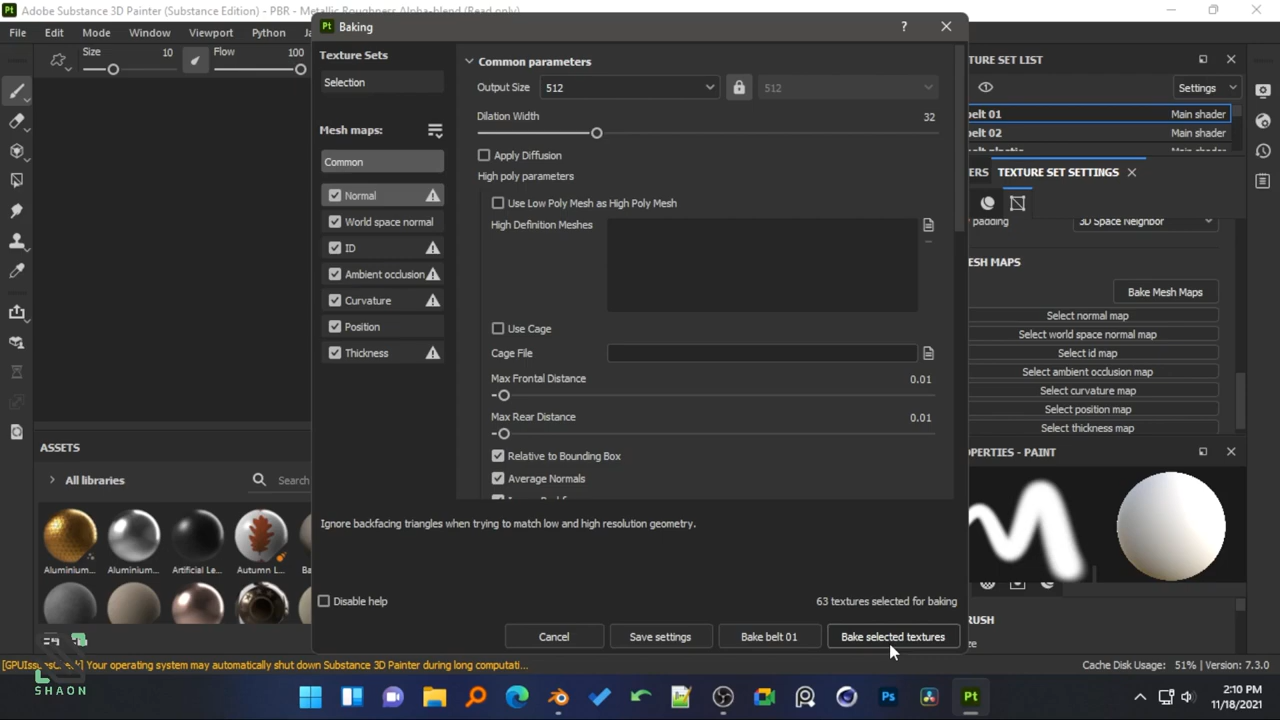 Adobe Substance 3D Painter (Substance Edition) - PBR - Metallic Roughness Alpha-blend (Read only)
Baking
File Edit Mode Window Viewport Python
Size 10 Flow 100
Texture Sets
Selection
Mesh maps:
Common
Normal
World space normal
ID
Ambient occlusion
Curvature
Position
Thickness
Common parameters
Output Size 512 512
Dilation Width 32
Apply Diffusion
High poly parameters
Use Low Poly Mesh as High Poly Mesh
High Definition Meshes
Use Cage
Cage File
Max Frontal Distance 0.01
Max Rear Distance 0.01
Relative to Bounding Box
Average Normals
Ignore backfacing triangles when trying to match low and high resolution geometry.
Disable help
63 textures selected for baking
Cancel Save settings Bake belt 01 Bake selected textures
TURE SET LIST
Settings
belt 01 Main shader
belt 02 Main shader
Main shader
ERS TEXTURE SET SETTINGS
padding 3D Space Neighbor
ESH MAPS
Bake Mesh Maps
Select normal map
Select world space normal map
Select id map
Select ambient occlusion map
Select curvature map
Select position map
Select thickness map
OPERTIES - PAINT
RUSH
ASSETS
All libraries
Search
Aluminium... Aluminium... Artificial Le... Autumn L...
Your operating system may automatically shut down Substance 3D Painter during long computati...
Cache Disk Usage: 51% | Version: 7.3.0
SHAON
Ps
Pt
2:10 PM
11/18/2021